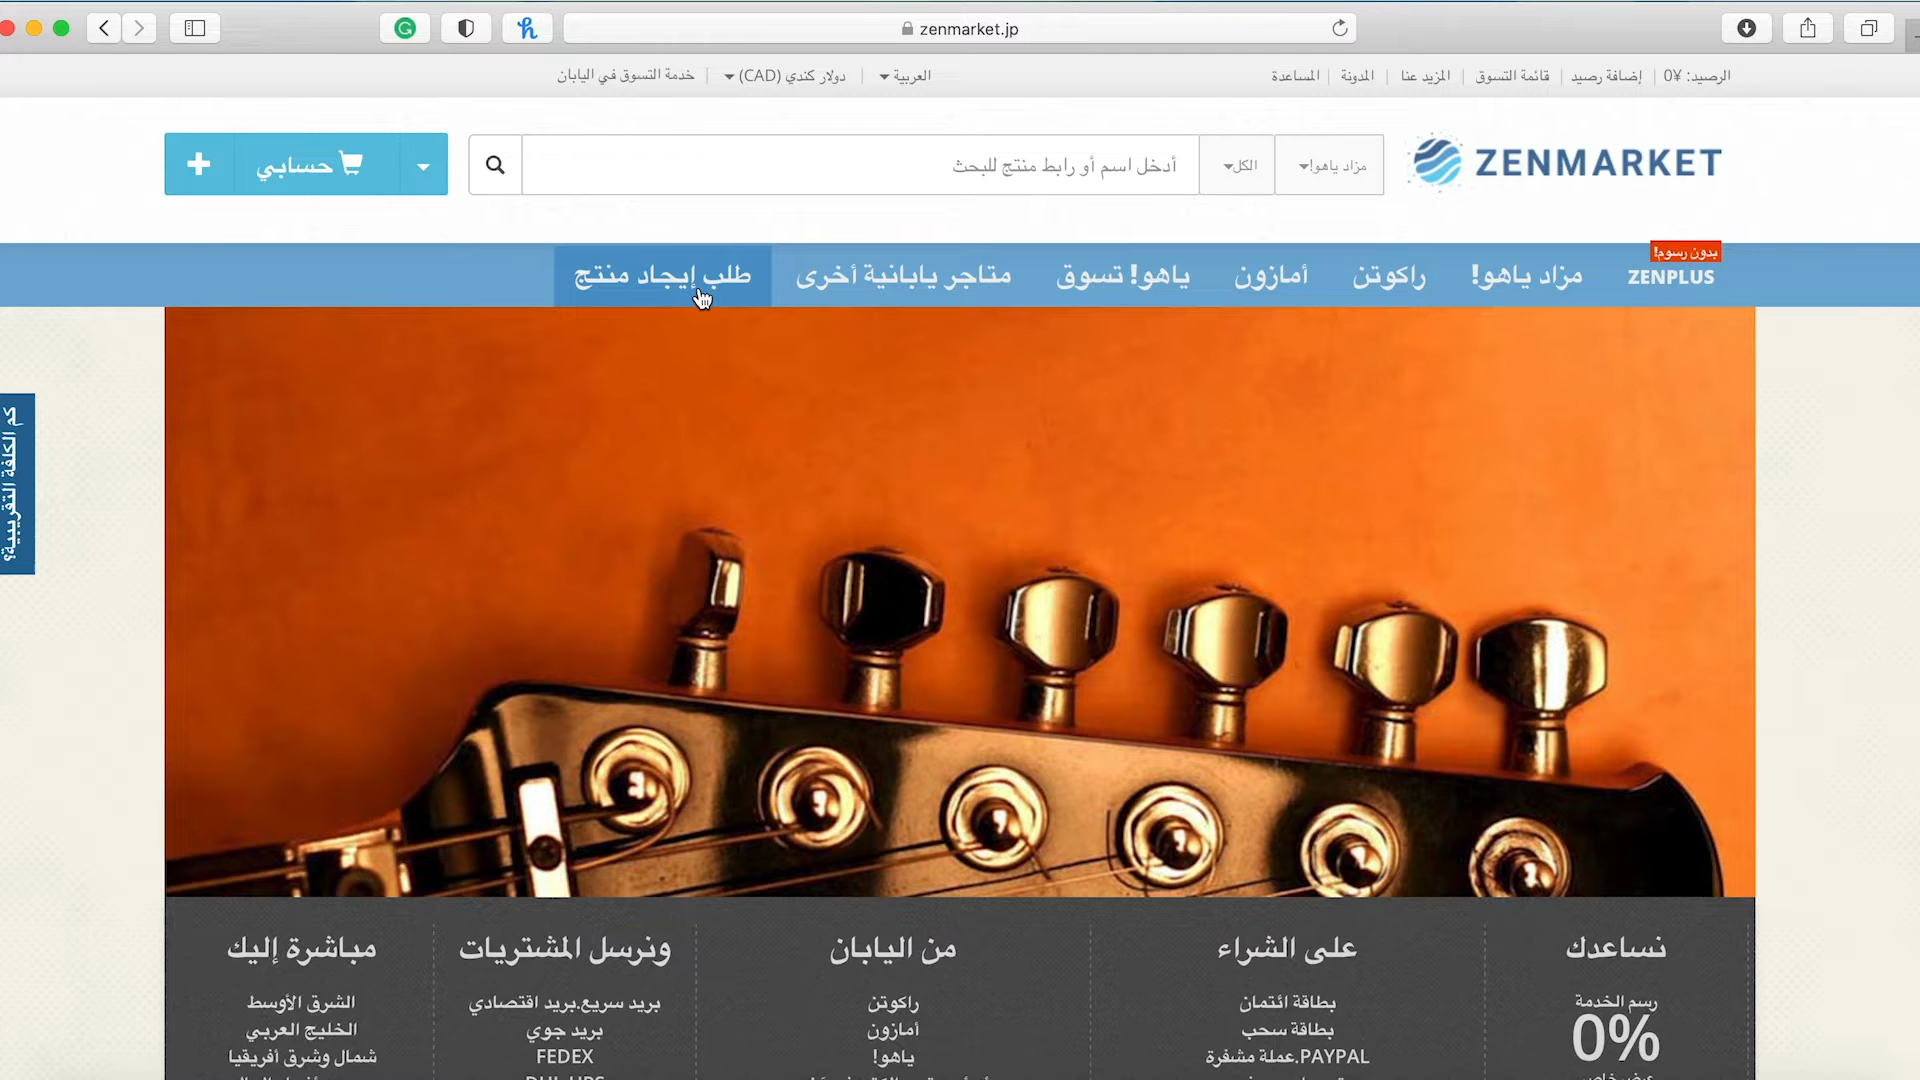 zenmarket.jp
الرصيد: ¥0 | إضافة رصيد | قائمة التسوق | المزيد عنا | المدونة | المساعدة
العربية | دولار كندي (CAD) | خدمة التسوق في اليابان
ZENMARKET
مزاد ياهو!
الكل
أدخل اسم أو رابط منتج للبحث
حسابي
بدون رسوم!
ZENPLUS
مزاد ياهو!
راكوتن
أمازون
ياهو! تسوق
متاجر يابانية أخرى
طلب إيجاد منتج
كم الكلفة التقريبية؟
نساعدك
رسم الخدمة
0%
على الشراء
بطاقة ائتمان
بطاقة سحب
PAYPAL.عملة مشفرة
من اليابان
راكوتن
أمازون
ياهو!
ونرسل المشتريات
بريد سريع.بريد اقتصادي
بريد جوي
FEDEX
مباشرة إليك
الشرق الأوسط
الخليج العربي
شمال وشرق أفريقيا